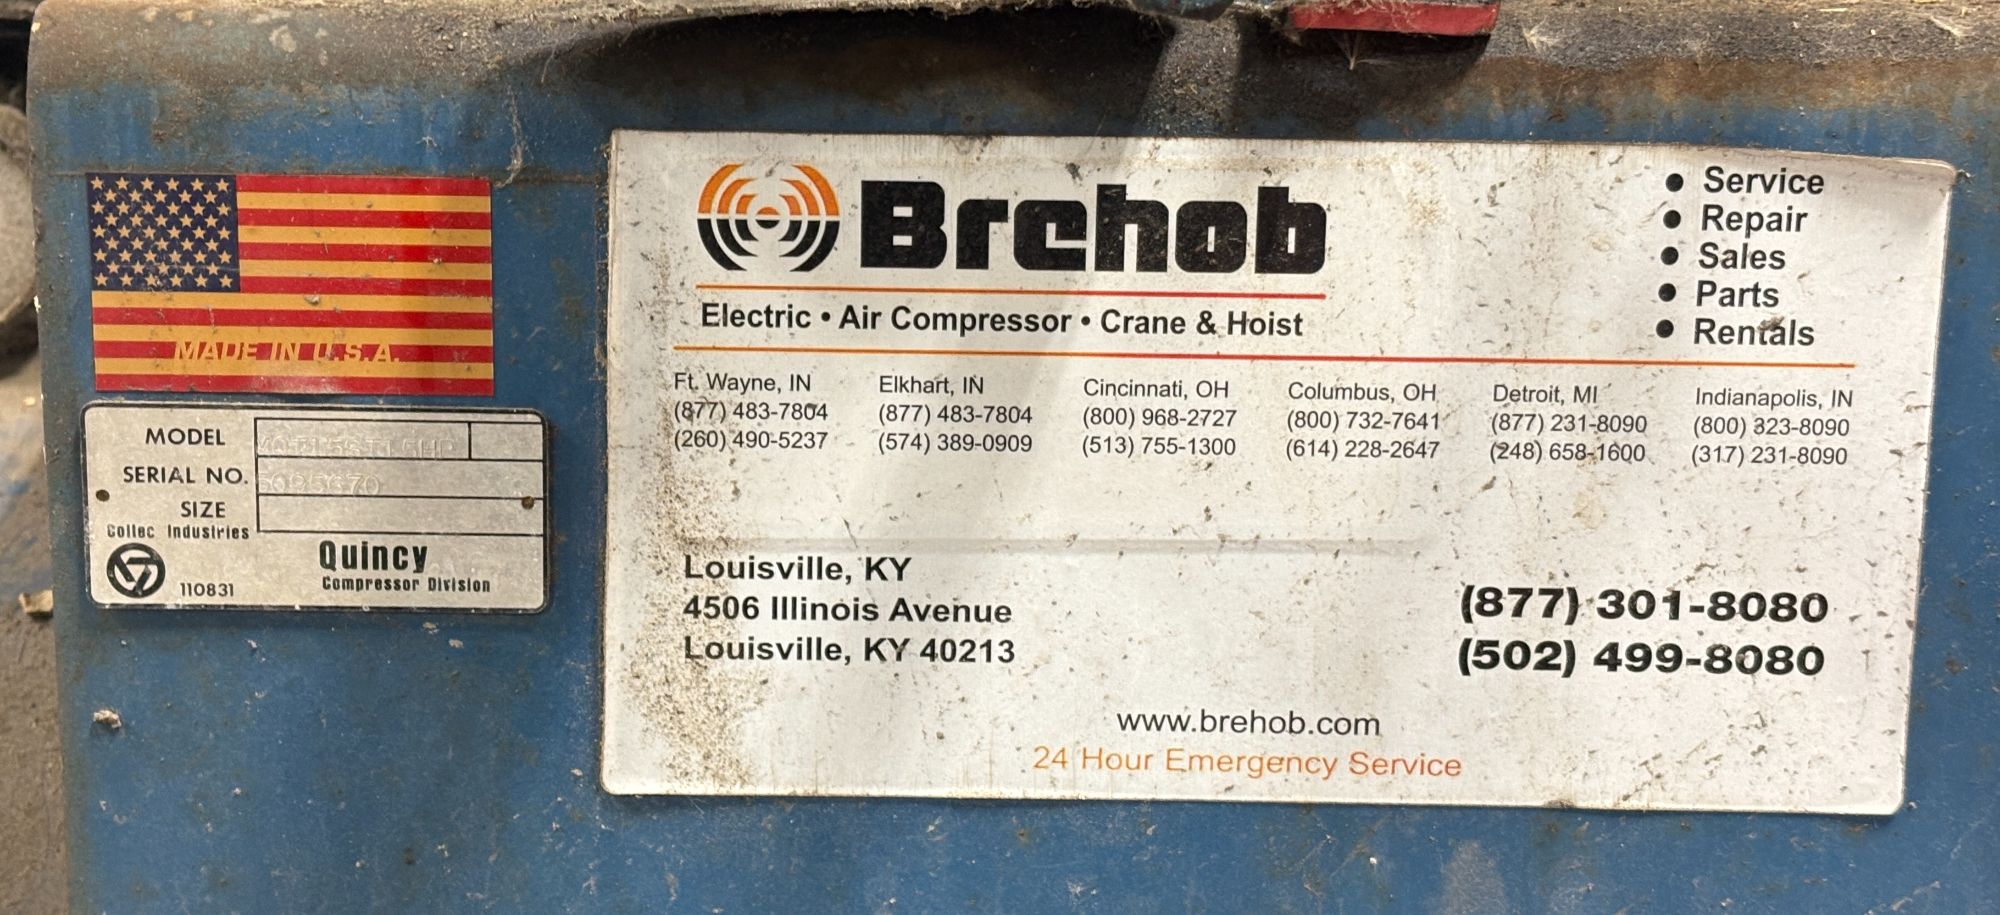 MADE IN U.S.A.
MODEL
SERIAL NO.
SIZE
Coltec Industries
110831
Quincy
Compressor Division
Brehob
Electric • Air Compressor • Crane & Hoist
• Service
• Repair
• Sales
• Parts
• Rentals
Ft. Wayne, IN
(877) 483-7804
(260) 490-5237
Elkhart, IN
(877) 483-7804
(574) 389-0909
Cincinnati, OH
(800) 968-2727
(513) 755-1300
Columbus, OH
(800) 732-7641
(614) 228-2647
Detroit, MI
(877) 231-8090
(248) 658-1600
Indianapolis, IN
(800) 323-8090
(317) 231-8090
Louisville, KY
4506 Illinois Avenue
Louisville, KY 40213
(877) 301-8080
(502) 499-8080
www.brehob.com
24 Hour Emergency Service